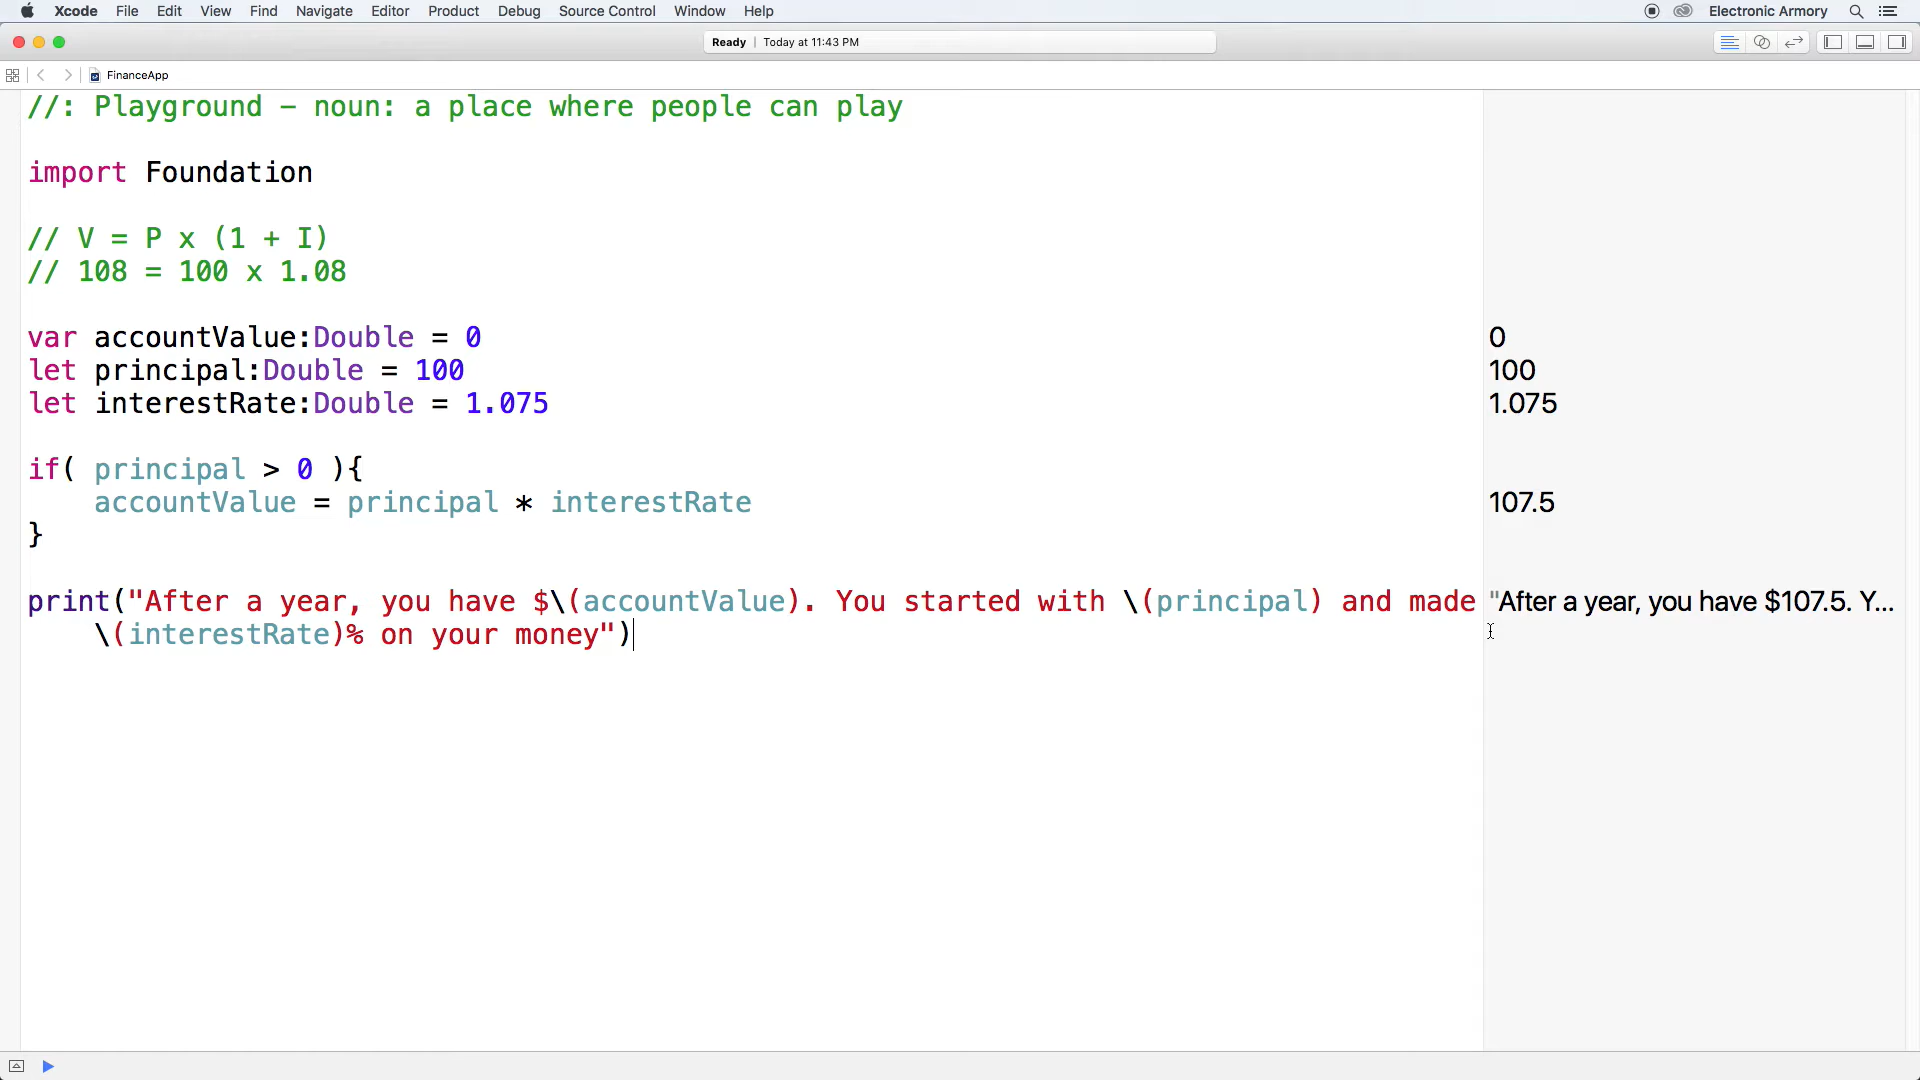 Xcode File Edit View Find Navigate Editor Product Debug Source Control Window Help Electronic Armory
Ready | Today at 11:43 PM
FinanceApp
//: Playground – noun: a place where people can play
import Foundation
// V = P x (1 + I)
// 108 = 100 x 1.08
var accountValue:Double = 0
0
let principal:Double = 100
100
let interestRate:Double = 1.075
1.075
if( principal > 0 ){
accountValue = principal * interestRate
107.5
}
print("After a year, you have $\(accountValue). You started with \(principal) and made
"After a year, you have $107.5. Y...
\(interestRate)% on your money")